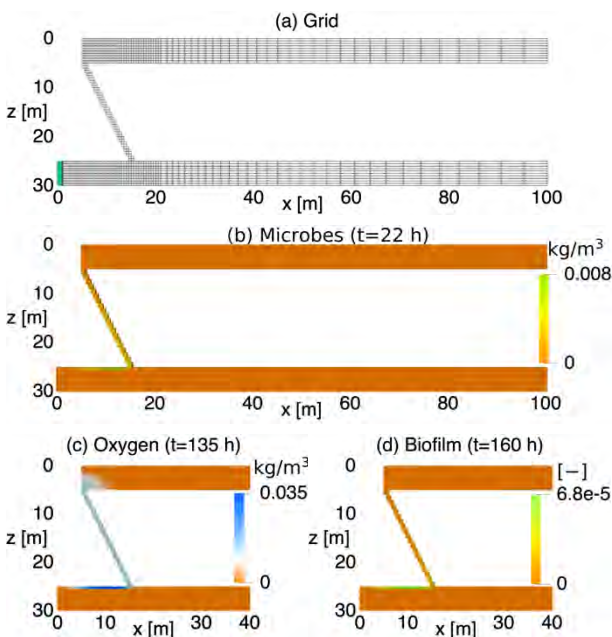 (a) Grid
0
10
z [m]
20
30
0 20 40 60 80 100
x [m]
(b) Microbes (t=22 h)
kg/m³
0
0.008
10
z [m]
20
0
30
0 20 40 60 80 100
x [m]
(c) Oxygen (t=135 h) (d) Biofilm (t=160 h)
kg/m³ [−]
0 0.035 0 6.8e-5
10 10
z [m] z [m]
20 20
0 0
30 30
0 10 20 30 40 0 10 20 30 40
x [m] x [m]